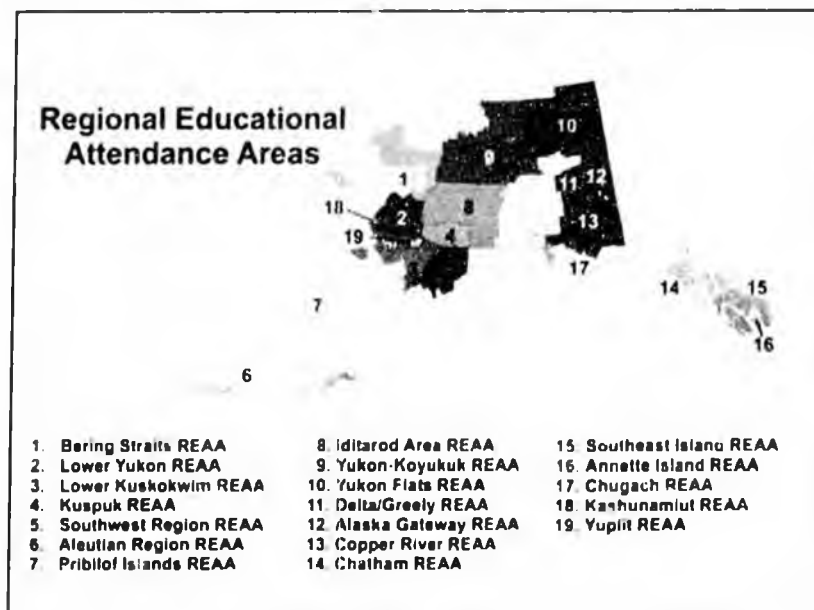 Regional Educational
Attendance Areas
10
9
1
11
12
18
2
8
13
19
4
17
14
15
7
16
6
1. Bering Straits REAA
2. Lower Yukon REAA
3. Lower Kuskokwim REAA
4. Kuspuk REAA
5. Southwest Region REAA
6. Aleutian Region REAA
7. Pribilof Islands REAA
8. Iditarod Area REAA
9. Yukon-Koyukuk REAA
10. Yukon Flats REAA
11. Delta/Greely REAA
12. Alaska Gateway REAA
13. Copper River REAA
14. Chatham REAA
15. Southeast Island REAA
16. Annette Island REAA
17. Chugach REAA
18. Kashunamiut REAA
19. Yupiit REAA